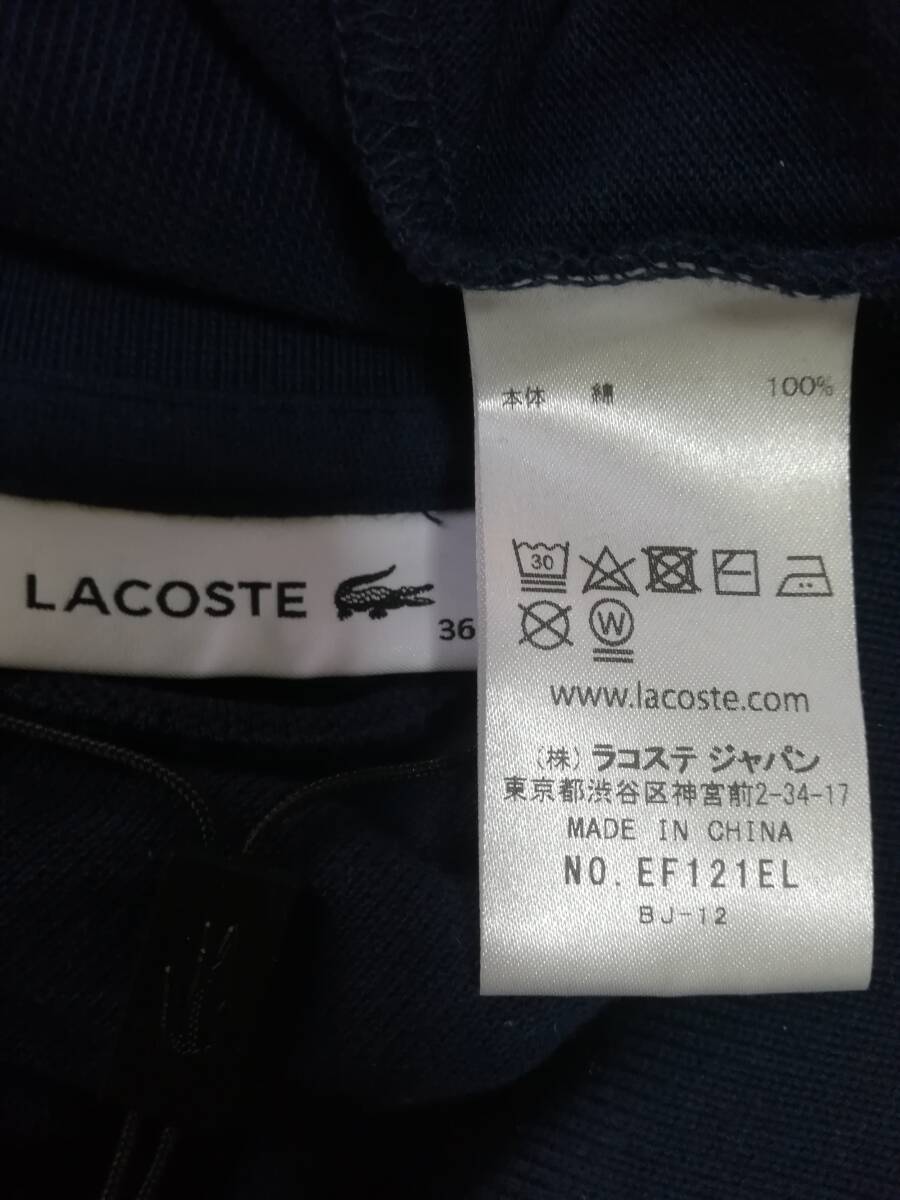 LACOSTE
36
本体 綿 100%
30
W
www.lacoste.com
(株) ラコステ ジャパン
東京都渋谷区神宮前2-34-17
MADE IN CHINA
NO. EF121EL
BJ-12